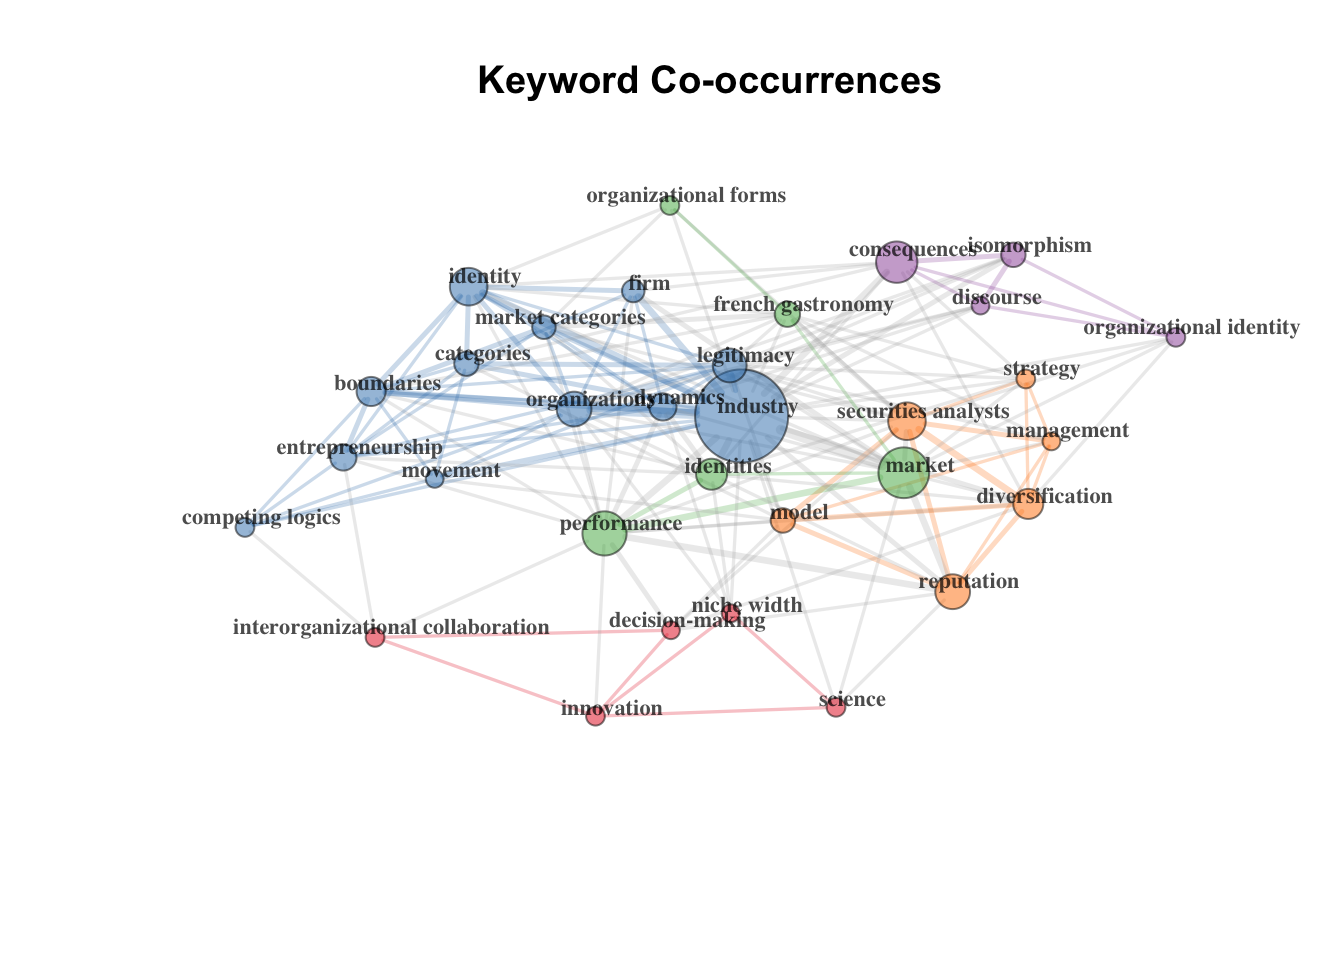 Keyword Co-occurrences
organizational forms
consequences
isomorphism
identity
firm
discourse
french gastronomy
market categories
organizational identity
categories
legitimacy
strategy
boundaries
organizations
dynamics
industry
securities analysts
management
entrepreneurship
movement
identities
market
diversification
competing logics
performance
model
reputation
niche width
decision-making
interorganizational collaboration
innovation
science